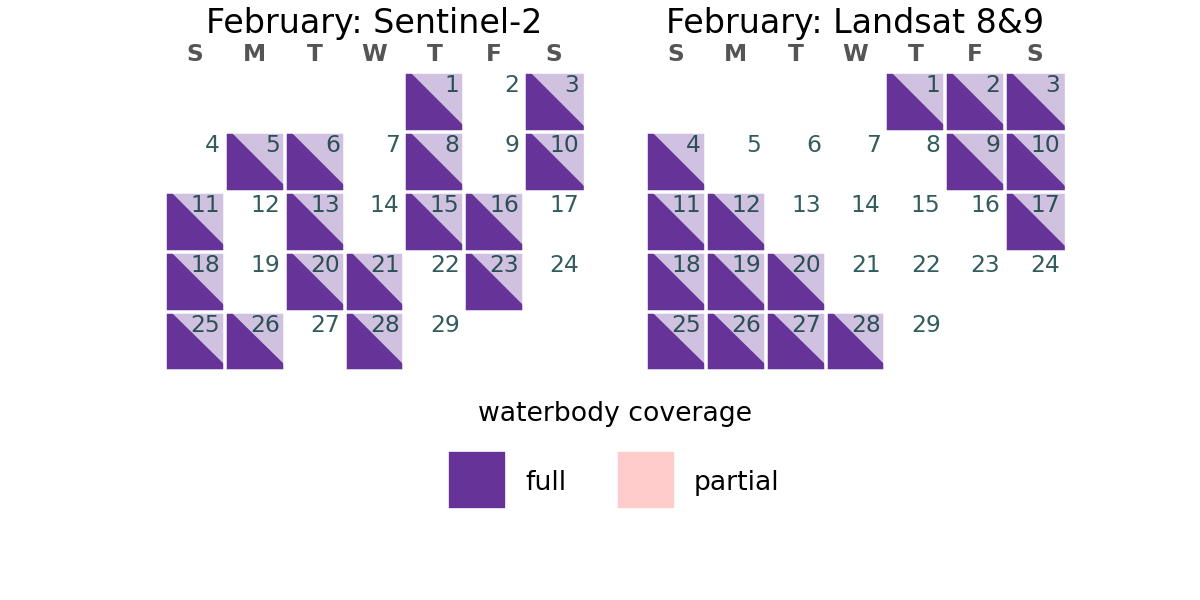 February: Sentinel-2
S M T W T F S
1 2 3
4 5 6 7 8 9 10
11 12 13 14 15 16 17
18 19 20 21 22 23 24
25 26 27 28 29
February: Landsat 8&9
S M T W T F S
1 2 3
4 5 6 7 8 9 10
11 12 13 14 15 16 17
18 19 20 21 22 23 24
25 26 27 28 29
waterbody coverage
full partial